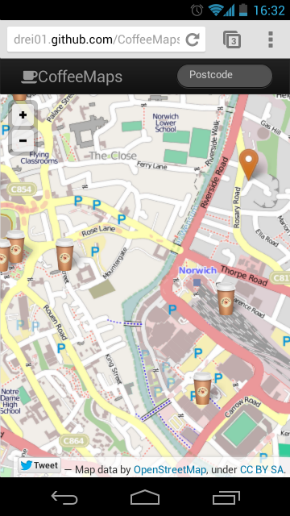 16:32
drei01.github.com/CoffeeMaps
3
CoffeeMaps
Postcode
+
−
Norwich
Lower
School
Flying
Classrooms
The Close
Ferry Lane
Riverside Walk
Riverside Road
Gas Hill
Rosary Road
Ella Road
C854
P P
Rose Lane
P P
Mountergate
Norwich
Thorpe Road
P
Rouen Road
King Street
P
P
P
Notre
Dame
High
School
C864
P
P
Carrow Road
P
Tweet
— Map data by OpenStreetMap, under CC BY SA.